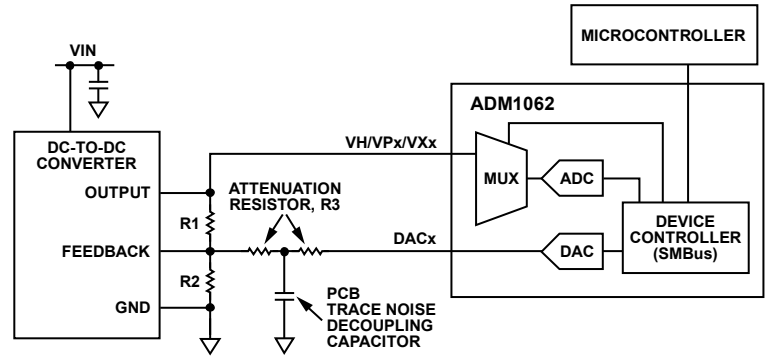 MICROCONTROLLER
VIN
ADM1062
DC-TO-DC
CONVERTER
VH/VPx/VXx
MUX
ADC
OUTPUT
ATTENUATION
RESISTOR, R3
R1
DEVICE
CONTROLLER
(SMBus)
FEEDBACK
DACx
DAC
R2
GND
PCB
TRACE NOISE
DECOUPLING
CAPACITOR